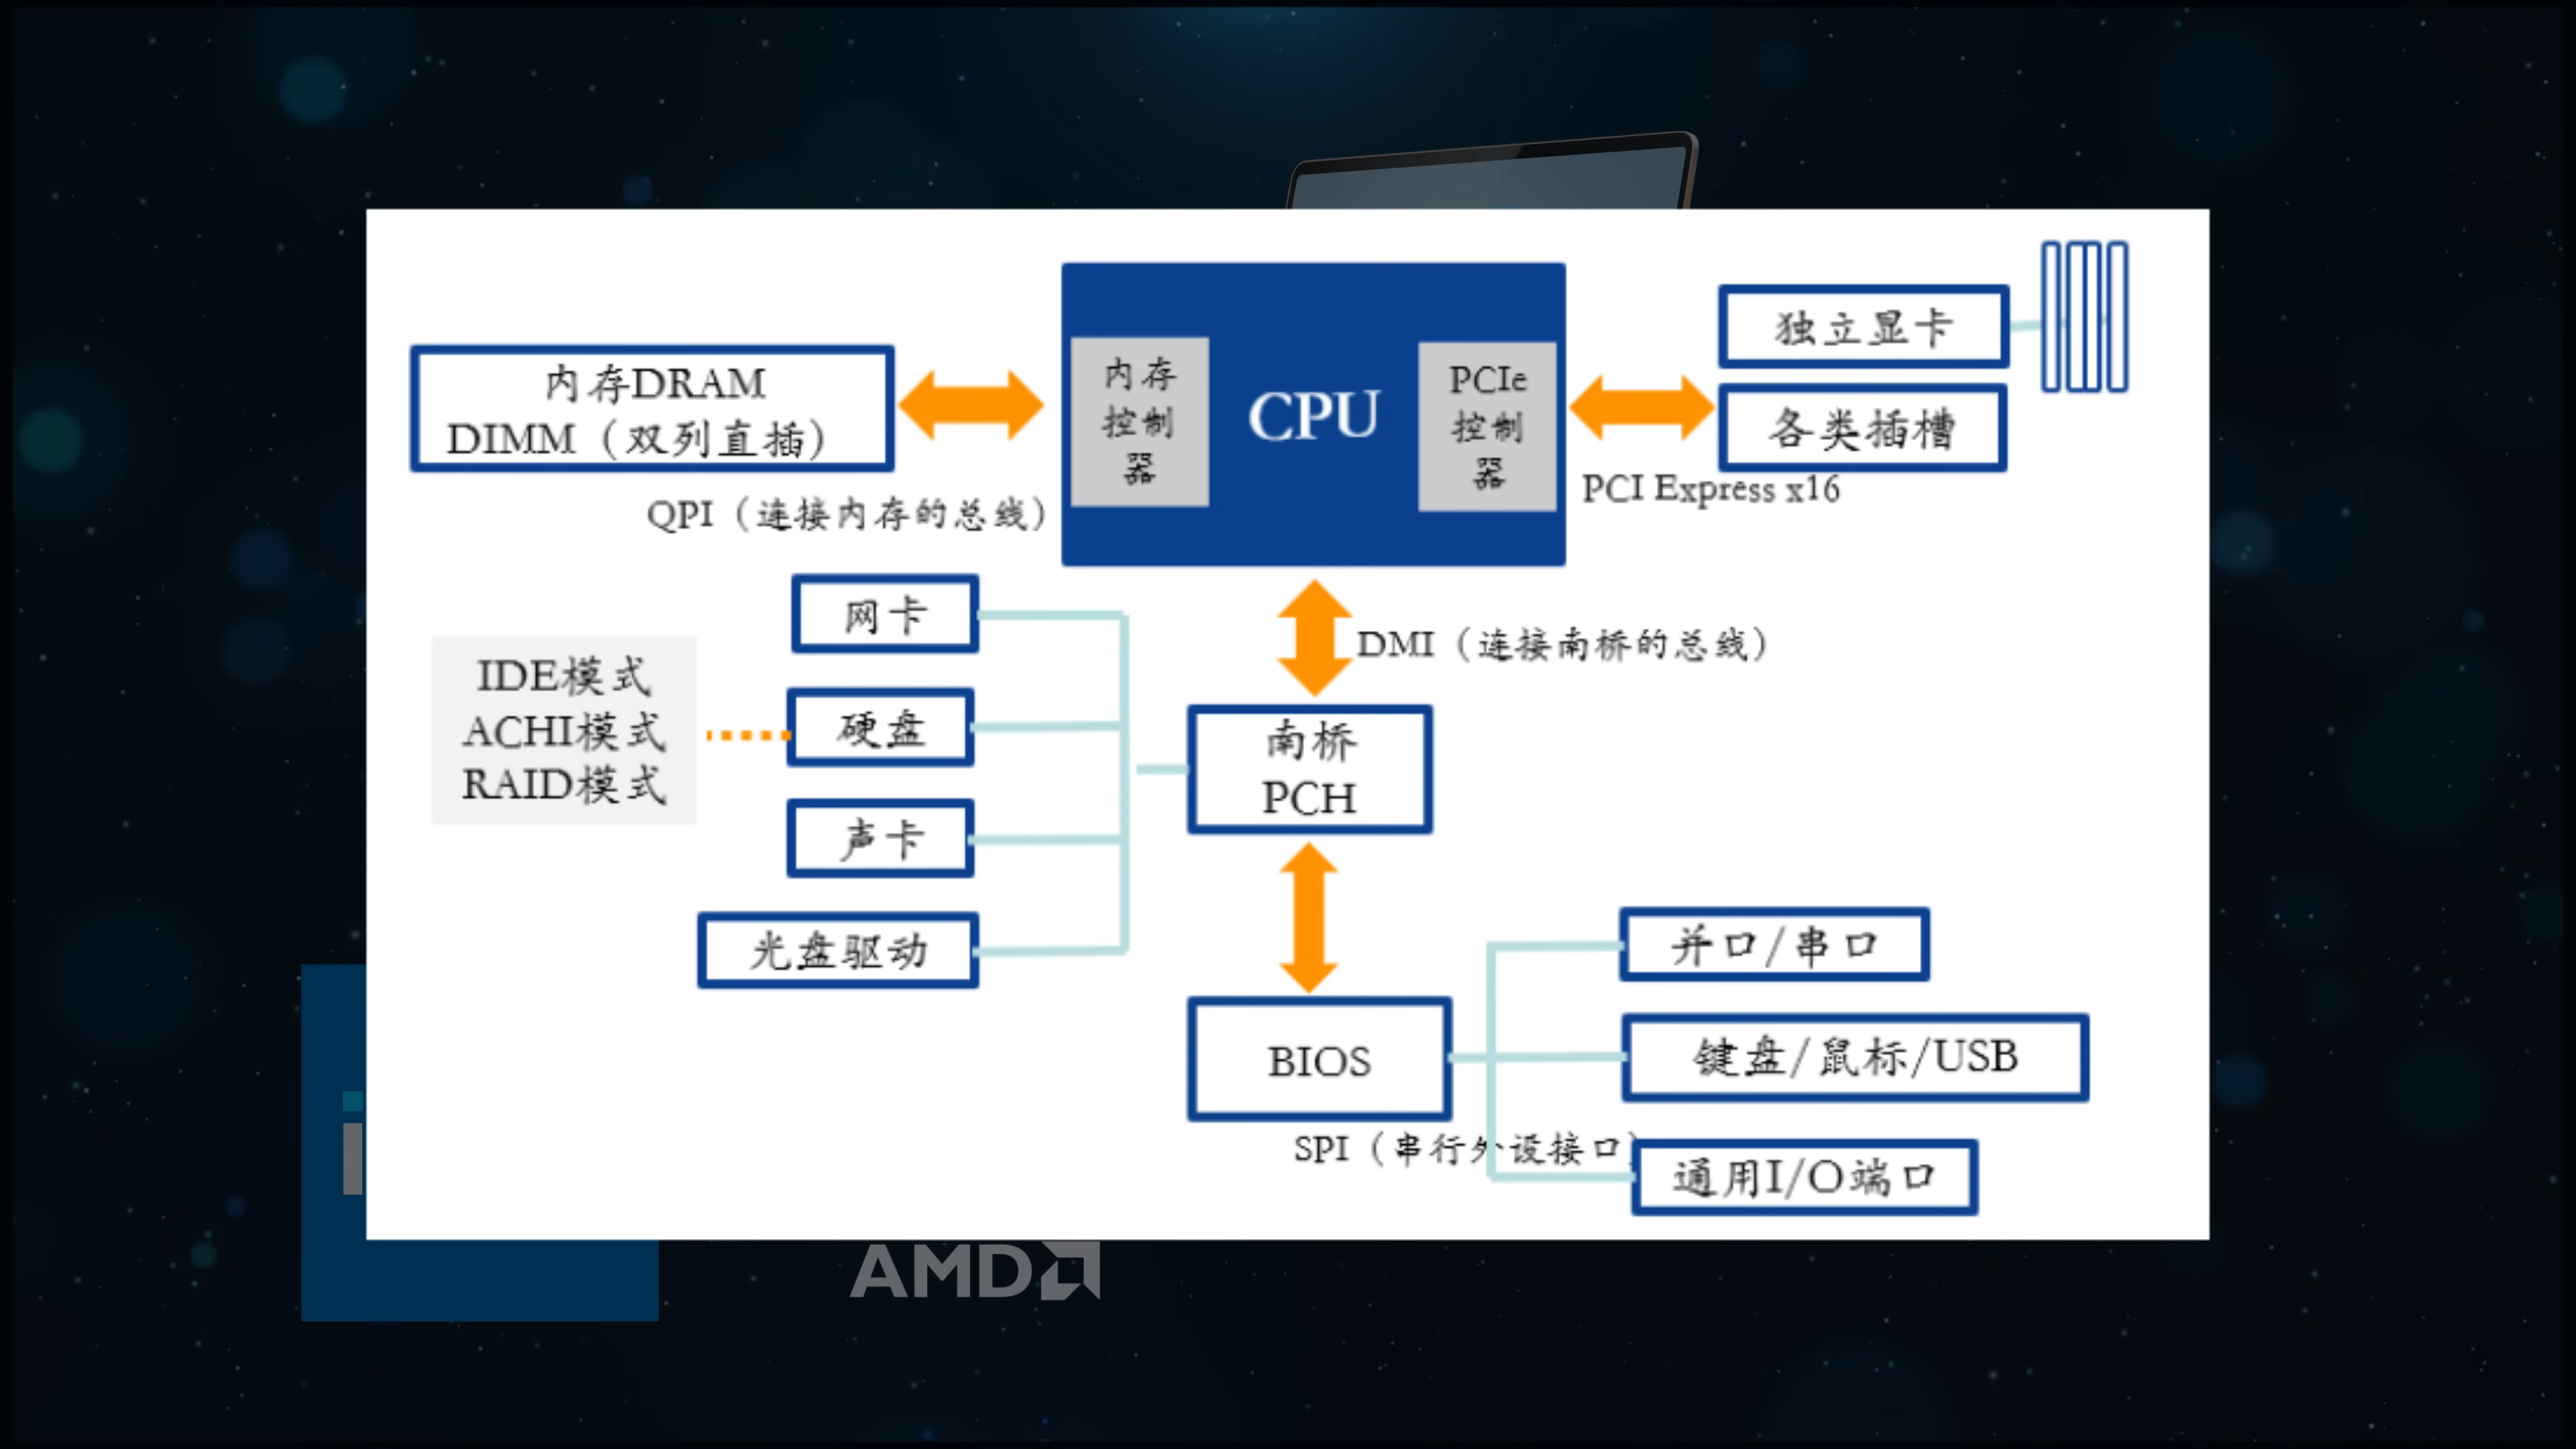 内存DRAM
DIMM（双列直插）
QPI（连接内存的总线）
内存
控制
器
CPU
PCIe
控制
器
独立显卡
各类插槽
PCI Express x16
DMI（连接南桥的总线）
网卡
硬盘
声卡
光盘驱动
IDE模式
ACHI模式
RAID模式
南桥
PCH
BIOS
SPI（串行外设接口）
并口/串口
键盘/鼠标/USB
通用I/O端口
AMD